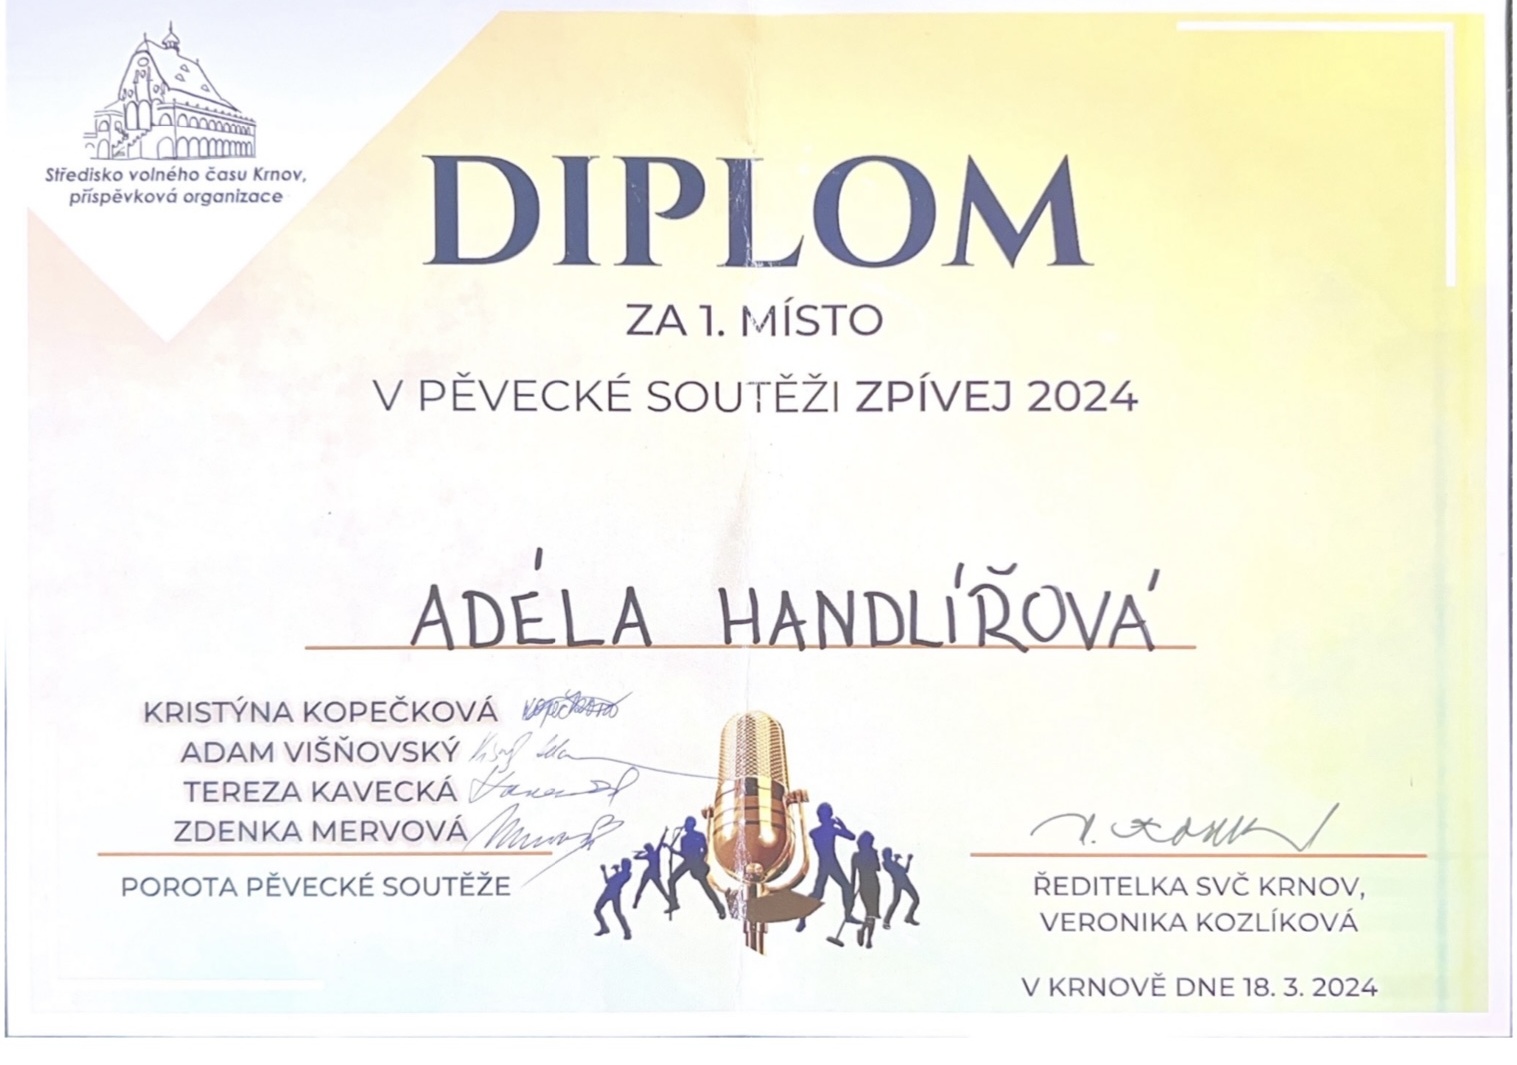 Středisko volného času Krnov,
příspěvková organizace
DIPLOM
ZA 1. MÍSTO
V PĚVECKÉ SOUTĚŽI ZPÍVEJ 2024
ADÉLA HANDLÍŘOVÁ
KRISTÝNA KOPEČKOVÁ Kopečková
ADAM VIŠŇOVSKÝ
TEREZA KAVECKÁ
ZDENKA MERVOVÁ
POROTA PĚVECKÉ SOUTĚŽE
ŘEDITELKA SVČ KRNOV,
VERONIKA KOZLÍKOVÁ
V KRNOVĚ DNE 18. 3. 2024